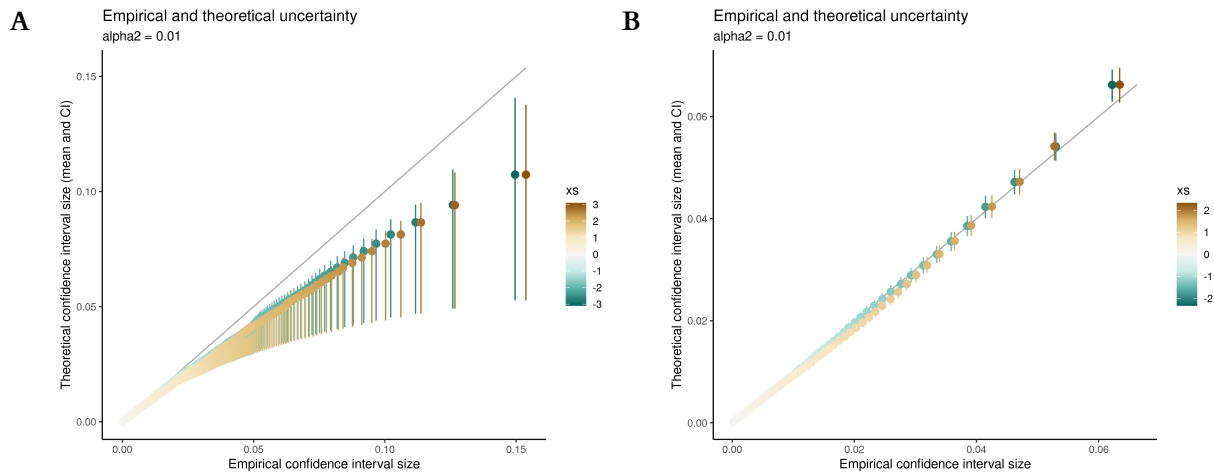 A
Empirical and theoretical uncertainty
alpha2 = 0.01
Theoretical confidence interval size (mean and CI)
0.15
0.10
0.05
0.00
0.00 0.05 0.10 0.15
Empirical confidence interval size
xs
3
2
1
0
-1
-2
-3
B
Empirical and theoretical uncertainty
alpha2 = 0.01
Theoretical confidence interval size (mean and CI)
0.06
0.04
0.02
0.00
0.00 0.02 0.04 0.06
Empirical confidence interval size
xs
2
1
0
-1
-2